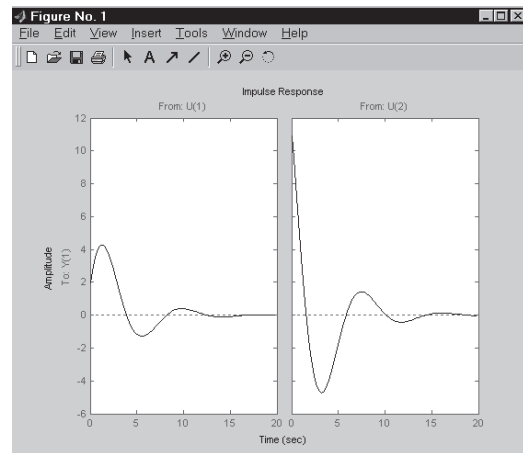 Figure No. 1
File Edit View Insert Tools Window Help
A
Impulse Response
From: U(1)
From: U(2)
Amplitude
To: Y(1)
12
10
8
6
4
2
0
-2
-4
-6
0 5 10 15 20
0 5 10 15 20
Time (sec)